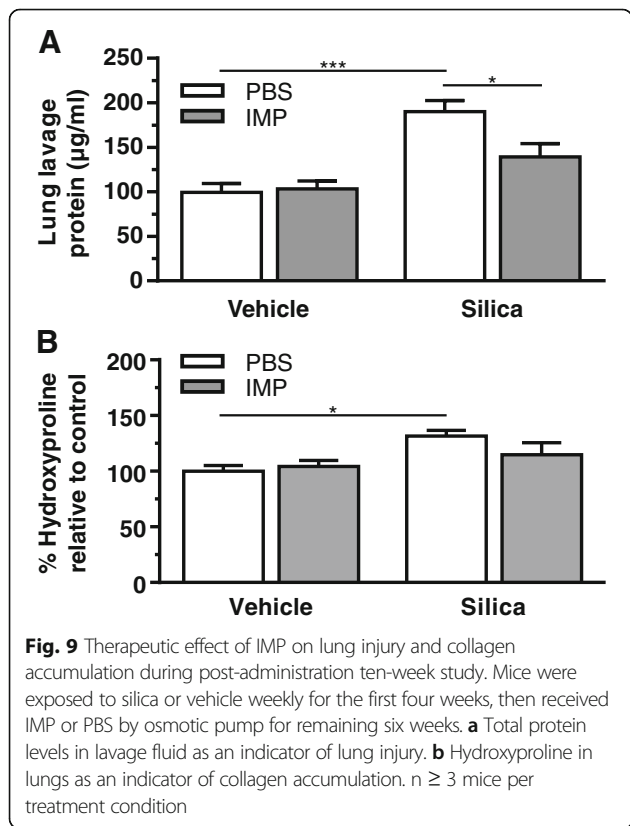 A
***
*
250
200
150
100
50
0
Lung lavage
protein (µg/ml)
PBS
IMP
Vehicle
Silica
B
*
200
150
100
50
0
% Hydroxyproline
relative to control
PBS
IMP
Vehicle
Silica
Fig. 9 Therapeutic effect of IMP on lung injury and collagen
accumulation during post-administration ten-week study. Mice were
exposed to silica or vehicle weekly for the first four weeks, then received
IMP or PBS by osmotic pump for remaining six weeks. a Total protein
levels in lavage fluid as an indicator of lung injury. b Hydroxyproline in
lungs as an indicator of collagen accumulation. n ≥ 3 mice per
treatment condition